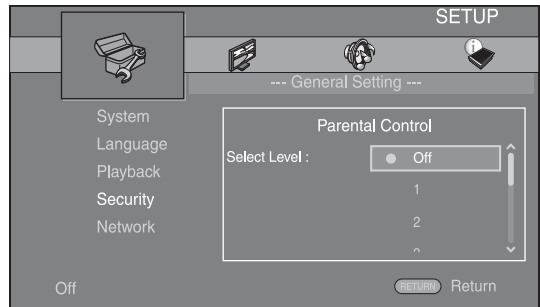 SETUP
--- General Setting ---
System
Language
Playback
Security
Network
Parental Control
Select Level :
Off
1
2
Off
RETURN Return